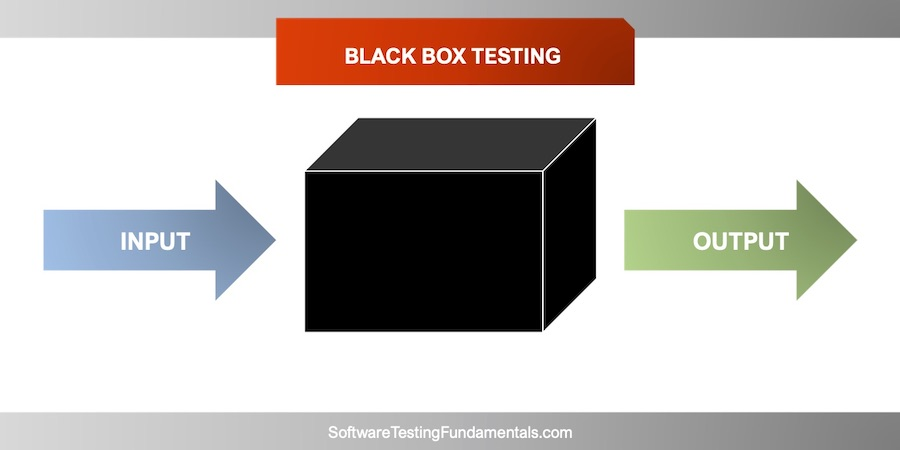 BLACK BOX TESTING
INPUT
OUTPUT
SoftwareTestingFundamentals.com